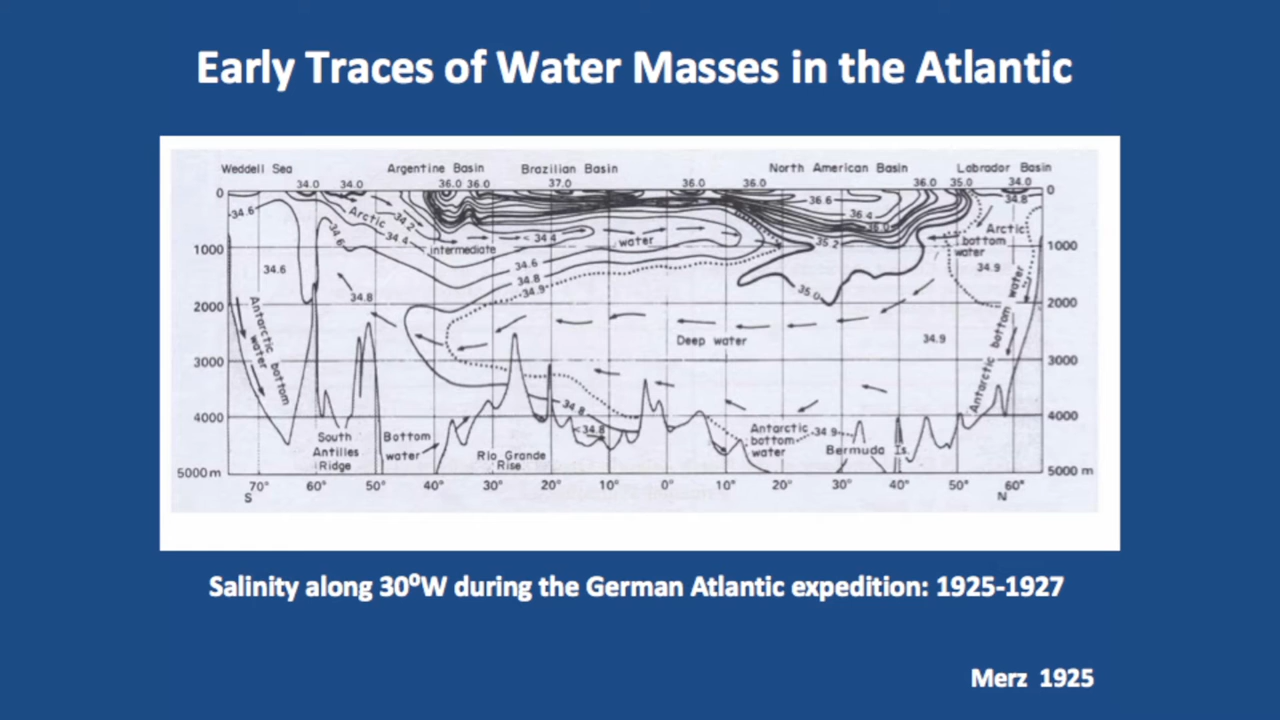 Early Traces of Water Masses in the Atlantic
Weddell Sea Argentine Basin Brazilian Basin North American Basin Labrador Basin
34.0 34.0 36.0 36.0 37.0 36.0 36.0 36.0 35.0 34.0
0 0
34.6 Arctic 34.2 36.6 36.4 36.0 34.8
34.6 34.4 intermediate < 34.4 water 35.2 Arctic
bottom
water
1000 1000
34.6 34.6 34.9
34.8
34.9
34.8 35.0
2000 2000
Antarctic bottom water Deep water 34.9 Antarctic bottom water
3000 3000
34.8
4000 4000
<34.8
South
Antilles
Ridge
Bottom
water
Rio Grande
Rise
Antarctic
bottom
water
34.9
Bermuda Is.
5000 m 5000 m
70° 60° 50° 40° 30° 20° 10° 0° 10° 20° 30° 40° 50° 60°
S N
Salinity along 30⁰W during the German Atlantic expedition: 1925-1927
Merz 1925